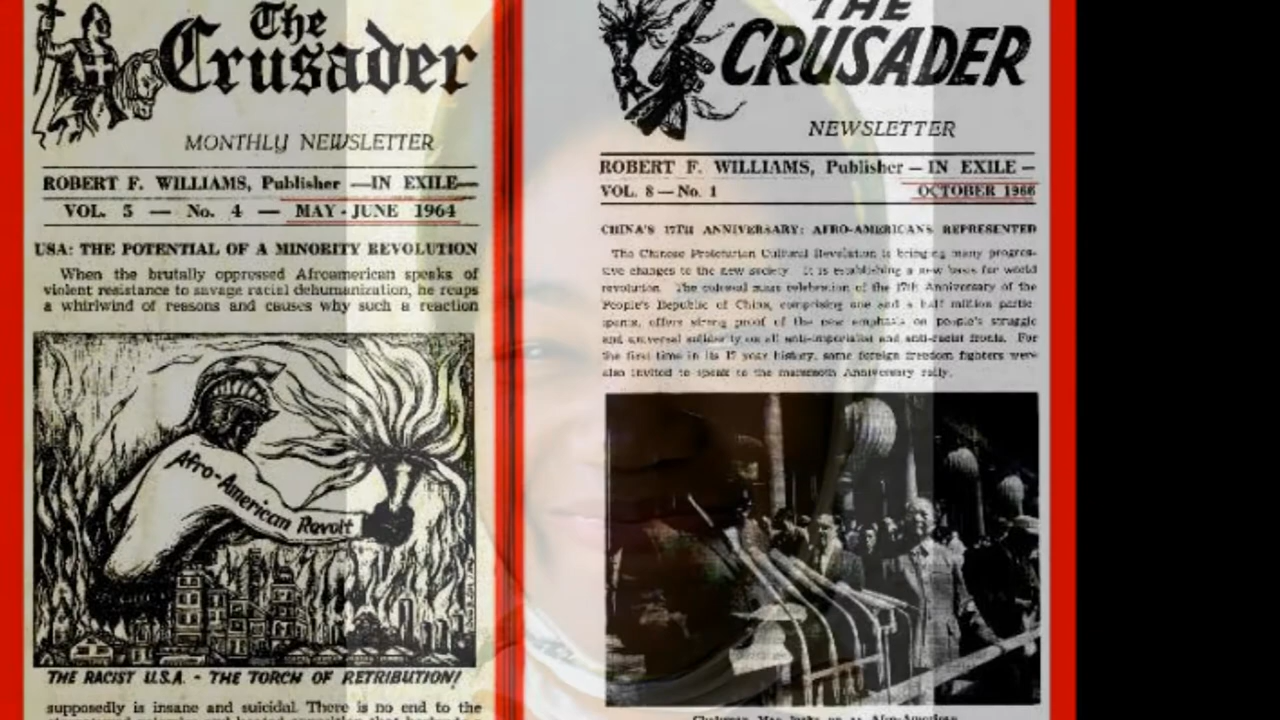 The
Crusader
MONTHLY NEWSLETTER
ROBERT F. WILLIAMS, Publisher —IN EXILE—
VOL. 5 — No. 4 — MAY - JUNE 1964
USA: THE POTENTIAL OF A MINORITY REVOLUTION
When the brutally oppressed Afroamerican speaks of
violent resistance to savage racial dehumanization, he reaps
a whirlwind of reasons and causes why such a reaction
Afro-American Revolt
THE RACIST U.S.A. - THE TORCH OF RETRIBUTION!
supposedly is insane and suicidal. There is no end to the
THE
CRUSADER
NEWSLETTER
ROBERT F. WILLIAMS, Publisher — IN EXILE —
VOL. 8 — No. 1 OCTOBER 1966
CHINA'S 17TH ANNIVERSARY: AFRO-AMERICANS REPRESENTED
The Chinese Proletarian Cultural Revolution is bringing many progres-
sive changes to the new society. It is establishing a new basis for world
revolution. The colossal mass celebration of the 17th Anniversary of the
People's Republic of China, comprising one and a half million partic-
ipants, offers strong proof of the new emphasis on people's struggle
and universal solidarity on all anti-imperialist and anti-racist fronts. For
the first time in its 17 year history, some foreign freedom fighters were
also invited to speak to the mammoth Anniversary rally.
Chairman Mao looks on as Afro-American